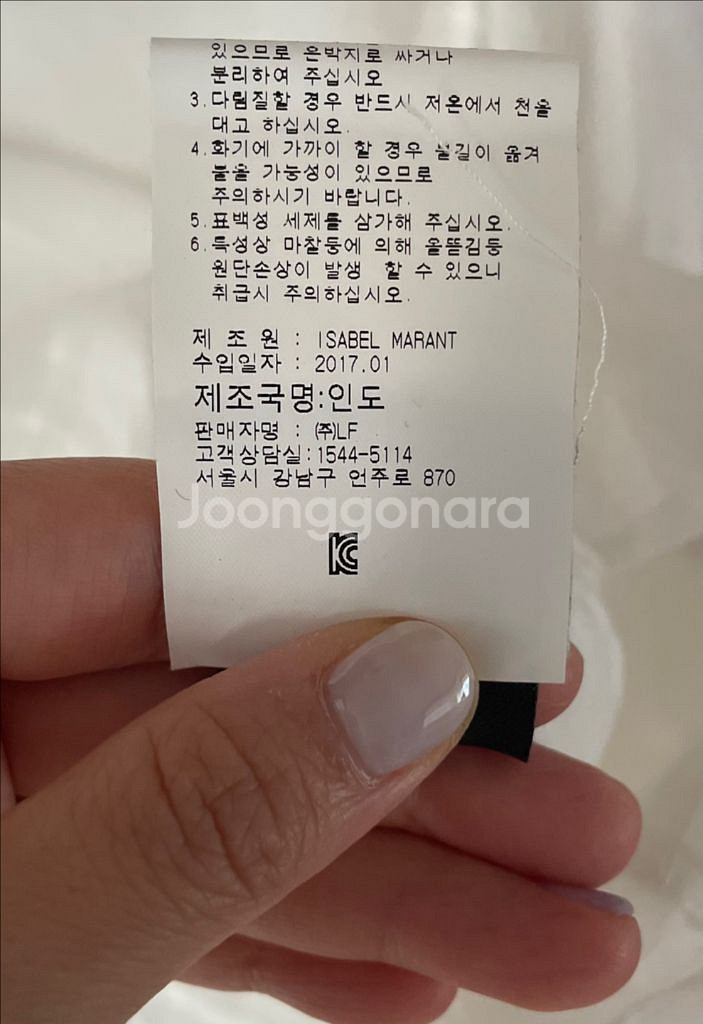 있으므로 은박지로 싸거나
분리하여 주십시오
3.다림질할 경우 반드시 저온에서 천을
대고 하십시오.
4.화기에 가까이 할 경우 불길이 옮겨
붙을 가능성이 있으므로
주의하시기 바랍니다.
5.표백성 세제를 삼가해 주십시오.
6.특성상 마찰등에 의해 올뜯김등
원단손상이 발생 할 수 있으니
취급시 주의하십시오.
제 조 원 : ISABEL MARANT
수입일자 : 2017.01
제조국명:인도
판매자명 : ㈜LF
고객상담실:1544-5114
서울시 강남구 언주로 870
Joonggonara
KC